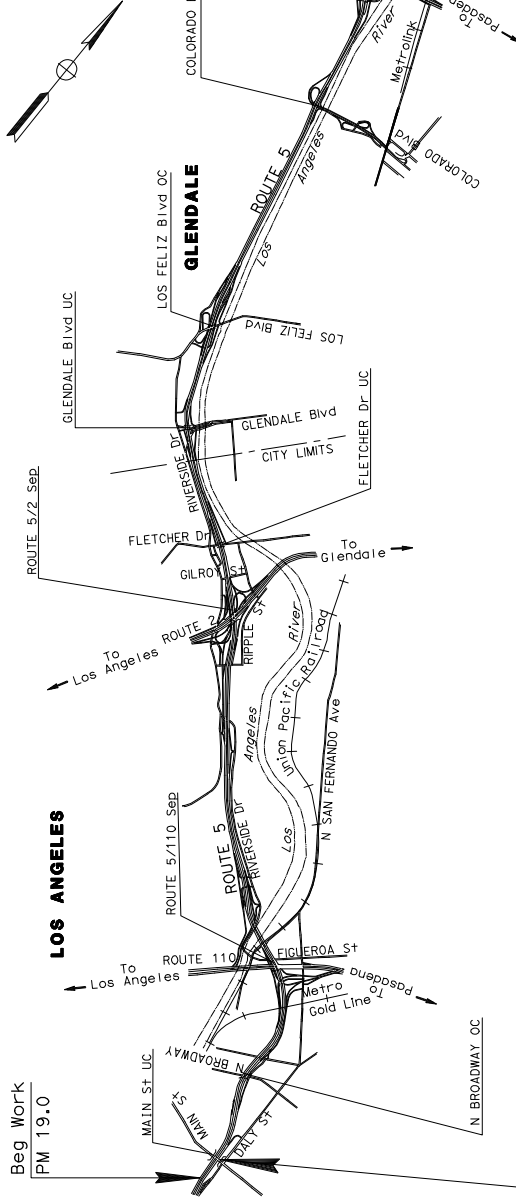 COLORADO
River
To
Pasaden
Metrolink
COLORADO
Blvd
ROUTE 5
Angeles
Los
LOS FELIZ Blvd OC
GLENDALE
LOS FELIZ Blvd
GLENDALE Blvd UC
GLENDALE Blvd
CITY LIMITS
RIVERSIDE Dr
FLETCHER Dr UC
ROUTE 5/2 Sep
FLETCHER Dr
To
Glendale
GILROY St
RIPPLE St
To
Los Angeles
ROUTE 2
River
Union Pacific Railroad
Angeles
Los
N SAN FERNANDO Ave
ROUTE 5/110 Sep
ROUTE 5
RIVERSIDE Dr
LOS ANGELES
To
Los Angeles
ROUTE 110
FIGUEROA St
To
Pasadena
Metro
Gold Line
N BROADWAY
N BROADWAY OC
MAIN St UC
MAIN St
DALY St
Beg Work
PM 19.0